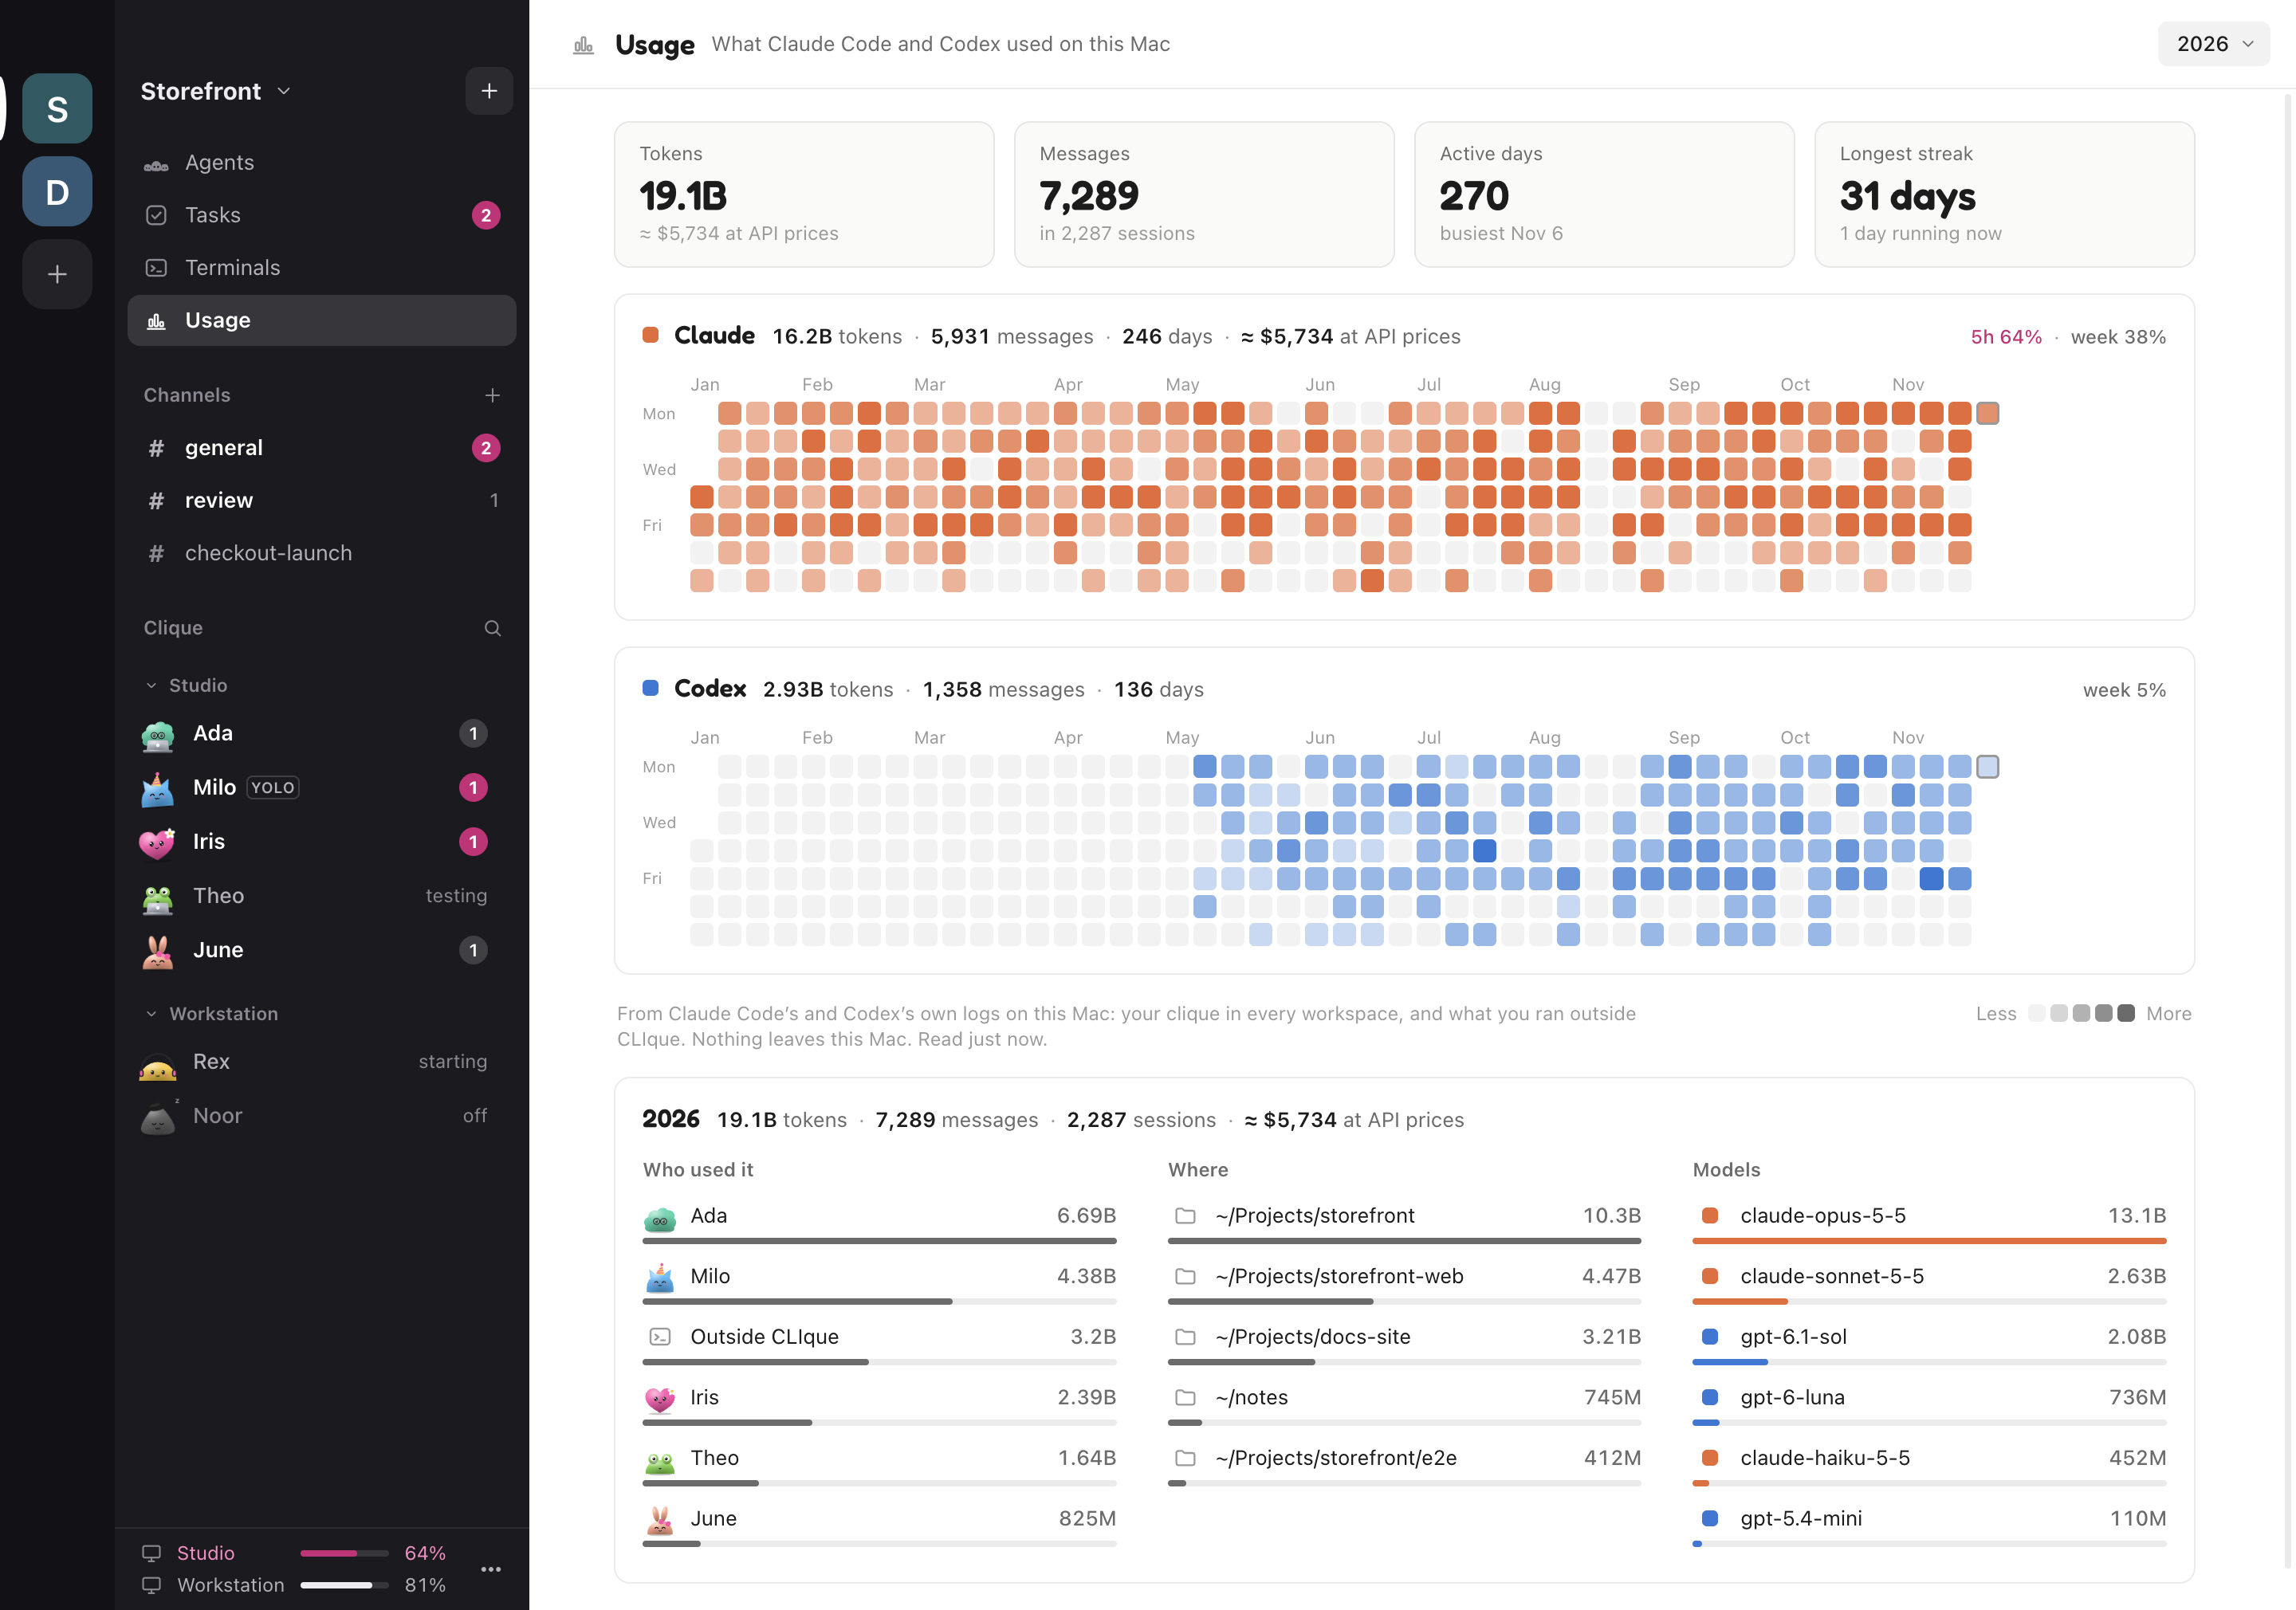 S
D
Storefront
Agents
Tasks 2
Terminals
Usage
Channels
# general 2
# review 1
# checkout-launch
Clique
Studio
Ada 1
Milo YOLO 1
Iris 1
Theo testing
June 1
Workstation
Rex starting
z
Noor off
Studio 64%
Workstation 81%
Usage What Claude Code and Codex used on this Mac
2026
Tokens
19.1B
≈ $5,734 at API prices
Messages
7,289
in 2,287 sessions
Active days
270
busiest Nov 6
Longest streak
31 days
1 day running now
Claude 16.2B tokens · 5,931 messages · 246 days · ≈ $5,734 at API prices
5h 64% · week 38%
Jan Feb Mar Apr May Jun Jul Aug Sep Oct Nov
Mon
Wed
Fri
Codex 2.93B tokens · 1,358 messages · 136 days
week 5%
Jan Feb Mar Apr May Jun Jul Aug Sep Oct Nov
Mon
Wed
Fri
From Claude Code’s and Codex’s own logs on this Mac: your clique in every workspace, and what you ran outside
CLIque. Nothing leaves this Mac. Read just now.
Less More
2026 19.1B tokens · 7,289 messages · 2,287 sessions · ≈ $5,734 at API prices
Who used it
Ada 6.69B
Milo 4.38B
Outside CLIque 3.2B
Iris 2.39B
Theo 1.64B
June 825M
Where
~/Projects/storefront 10.3B
~/Projects/storefront-web 4.47B
~/Projects/docs-site 3.21B
~/notes 745M
~/Projects/storefront/e2e 412M
Models
claude-opus-5-5 13.1B
claude-sonnet-5-5 2.63B
gpt-6.1-sol 2.08B
gpt-6-luna 736M
claude-haiku-5-5 452M
gpt-5.4-mini 110M